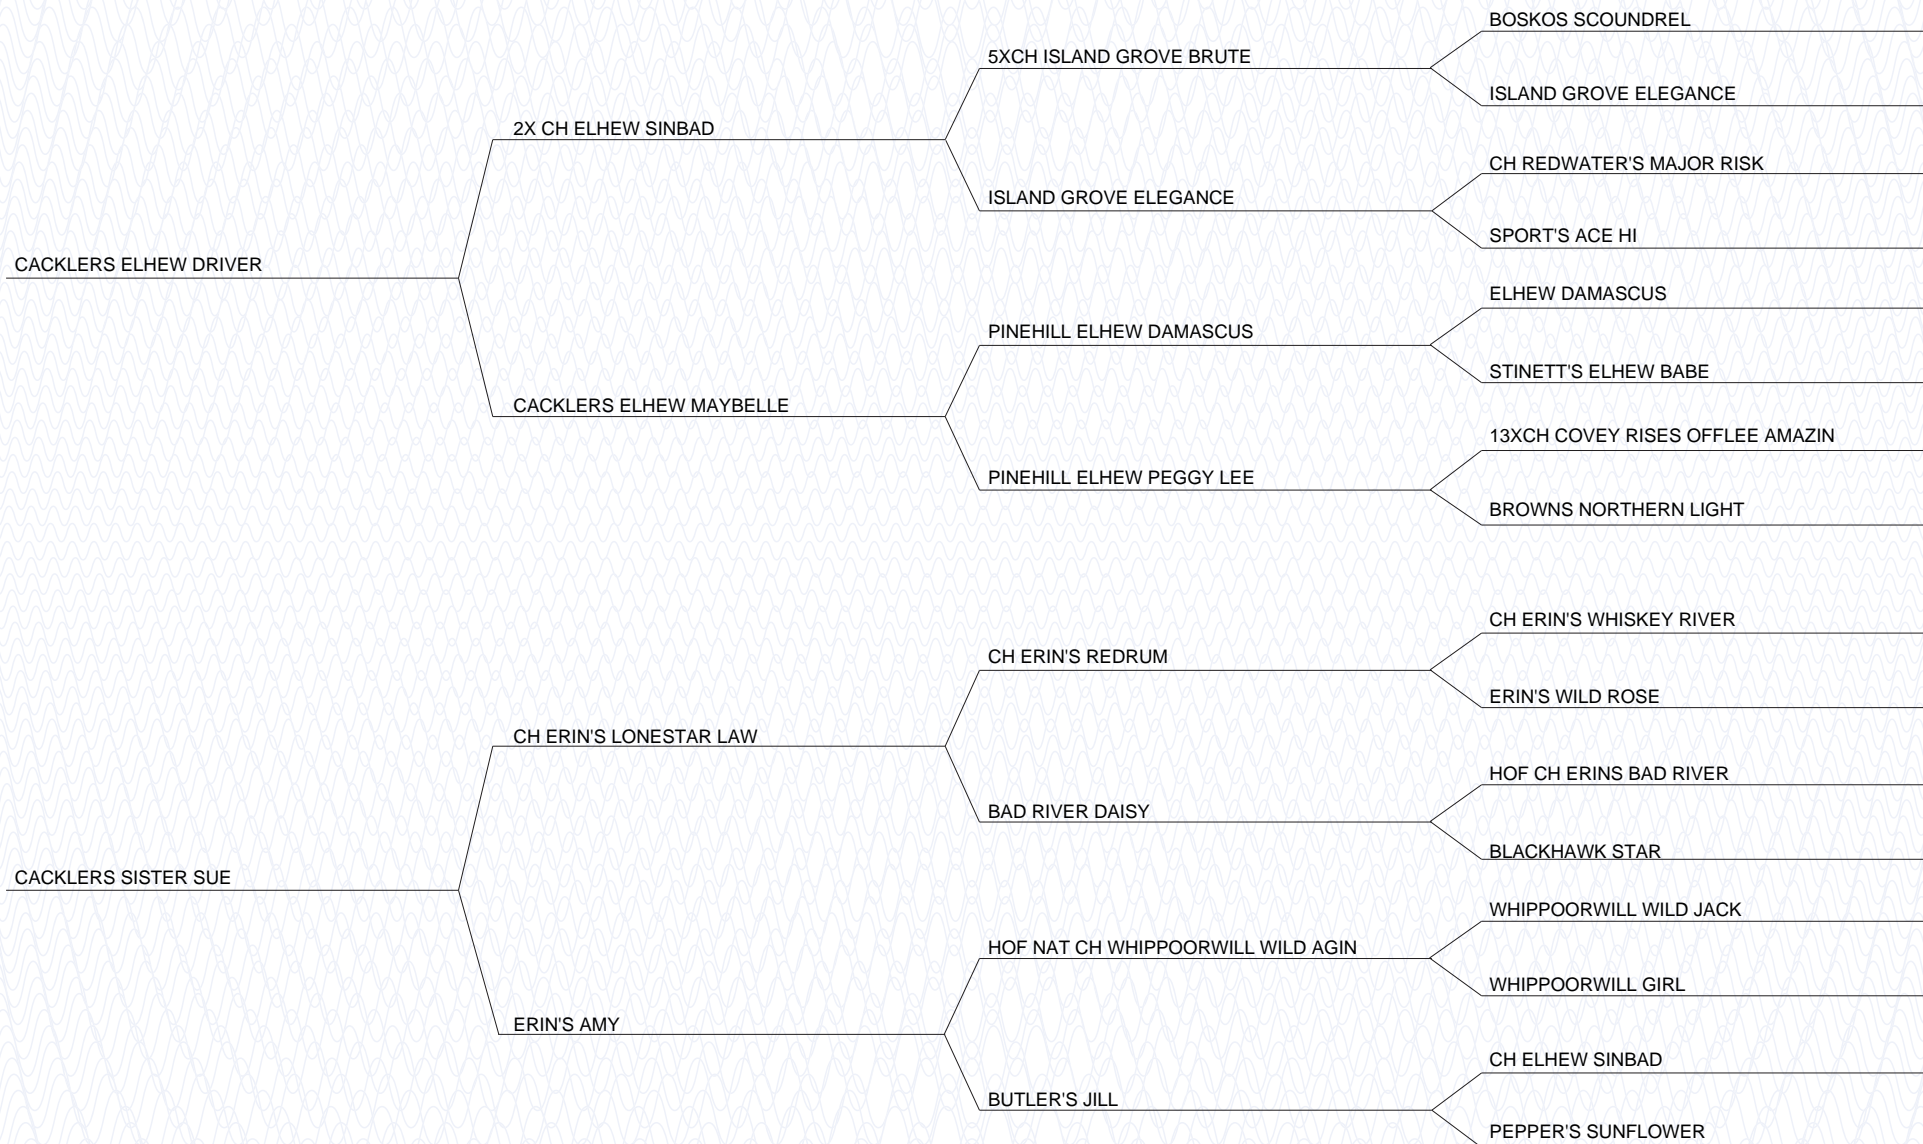 BOSKOS SCOUNDREL
5XCH ISLAND GROVE BRUTE
ISLAND GROVE ELEGANCE
2X CH ELHEW SINBAD
CH REDWATER'S MAJOR RISK
ISLAND GROVE ELEGANCE
SPORT'S ACE HI
CACKLERS ELHEW DRIVER
ELHEW DAMASCUS
PINEHILL ELHEW DAMASCUS
STINETT'S ELHEW BABE
CACKLERS ELHEW MAYBELLE
13XCH COVEY RISES OFFLEE AMAZIN
PINEHILL ELHEW PEGGY LEE
BROWNS NORTHERN LIGHT
CH ERIN'S WHISKEY RIVER
CH ERIN'S REDRUM
ERIN'S WILD ROSE
CH ERIN'S LONESTAR LAW
HOF CH ERINS BAD RIVER
BAD RIVER DAISY
BLACKHAWK STAR
CACKLERS SISTER SUE
WHIPPOORWILL WILD JACK
HOF NAT CH WHIPPOORWILL WILD AGIN
WHIPPOORWILL GIRL
ERIN'S AMY
CH ELHEW SINBAD
BUTLER'S JILL
PEPPER'S SUNFLOWER